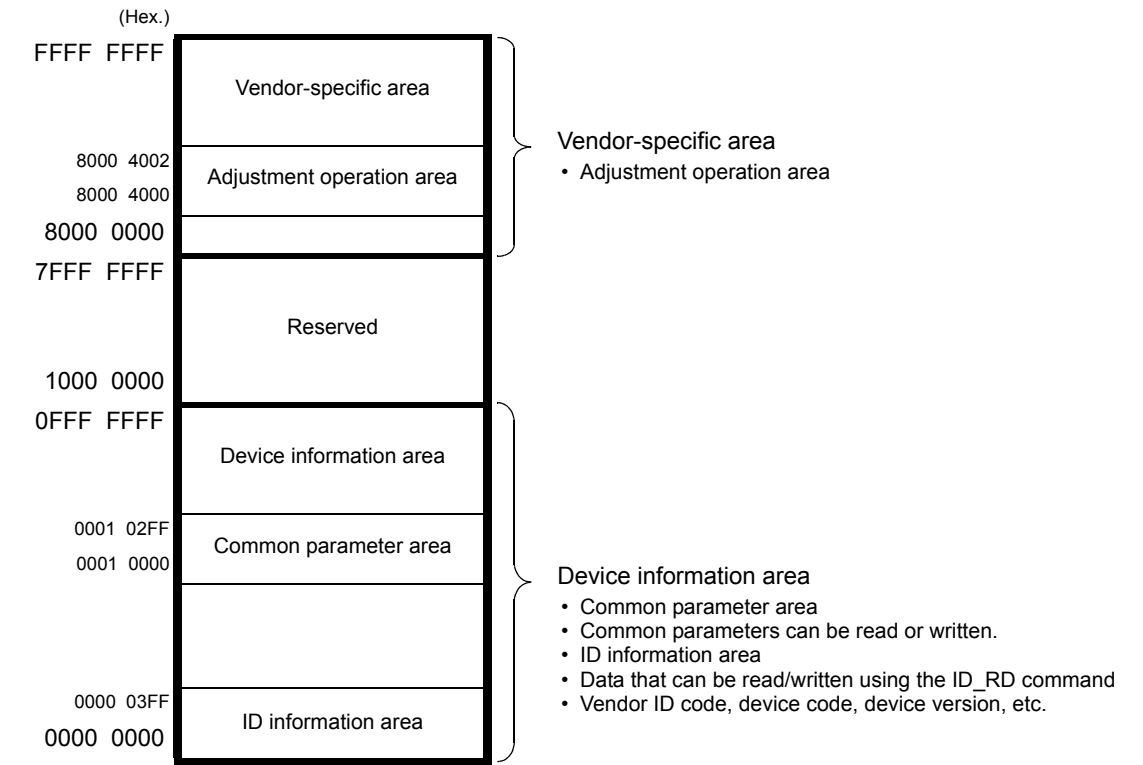 (Hex.)
FFFF FFFF
Vendor-specific area
8000 4002
Adjustment operation area
8000 4000
8000 0000
Vendor-specific area
• Adjustment operation area
7FFF FFFF
Reserved
1000 0000
0FFF FFFF
Device information area
0001 02FF
Common parameter area
0001 0000
0000 03FF
ID information area
0000 0000
Device information area
• Common parameter area
• Common parameters can be read or written.
• ID information area
• Data that can be read/written using the ID_RD command
• Vendor ID code, device code, device version, etc.